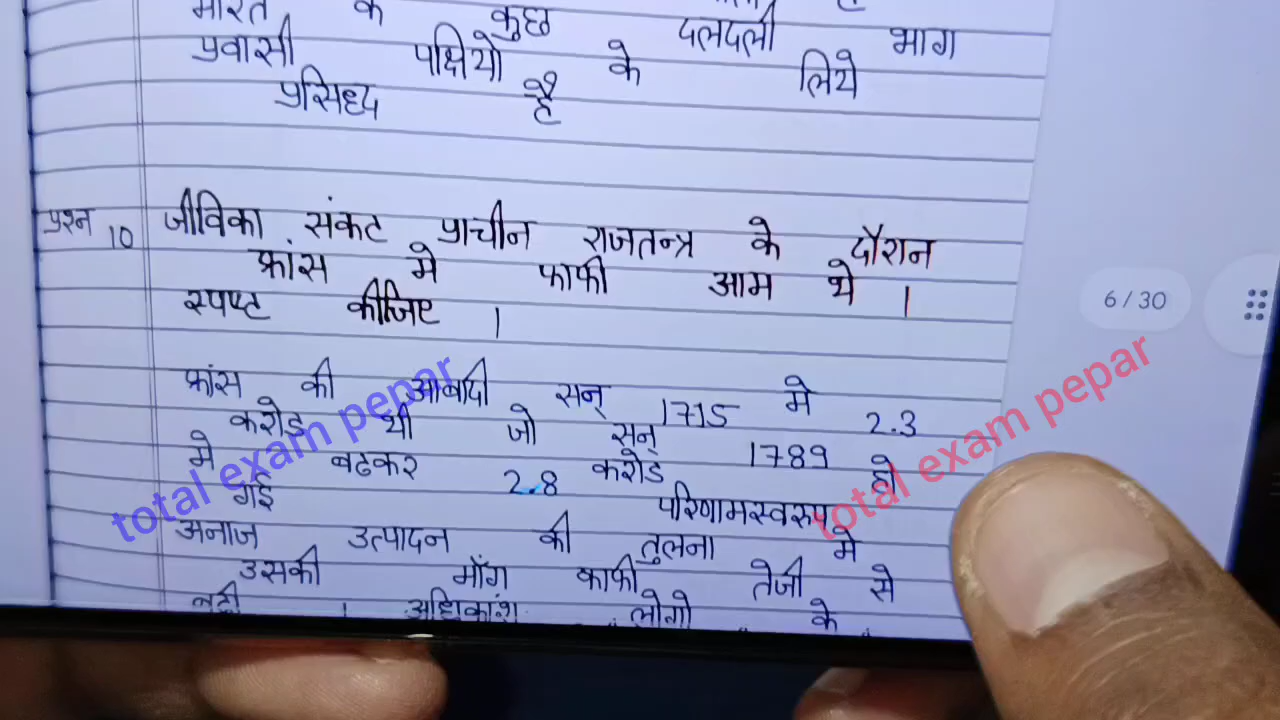 भारत के कुछ दलदली भाग
प्रवासी पक्षियो के लिये
प्रसिध्द है
प्रश्न 10 जीविका संकट प्राचीन राजतन्त्र के दौरान
फ्रांस मे काफी आम थे ।
स्पष्ट कीजिए ।
6 / 30
फ्रांस की आबादी सन् 1715 मे 2.3
करोड थी जो सन् 1789
मे बढकर 2.8 करोड हो
गई परिणामस्वरूप
अनाज उत्पादन की तुलना मे
उसकी माँग काफी तेजी से
बढी । अधिकांश लोगो के
total exam pepar
total exam pepar